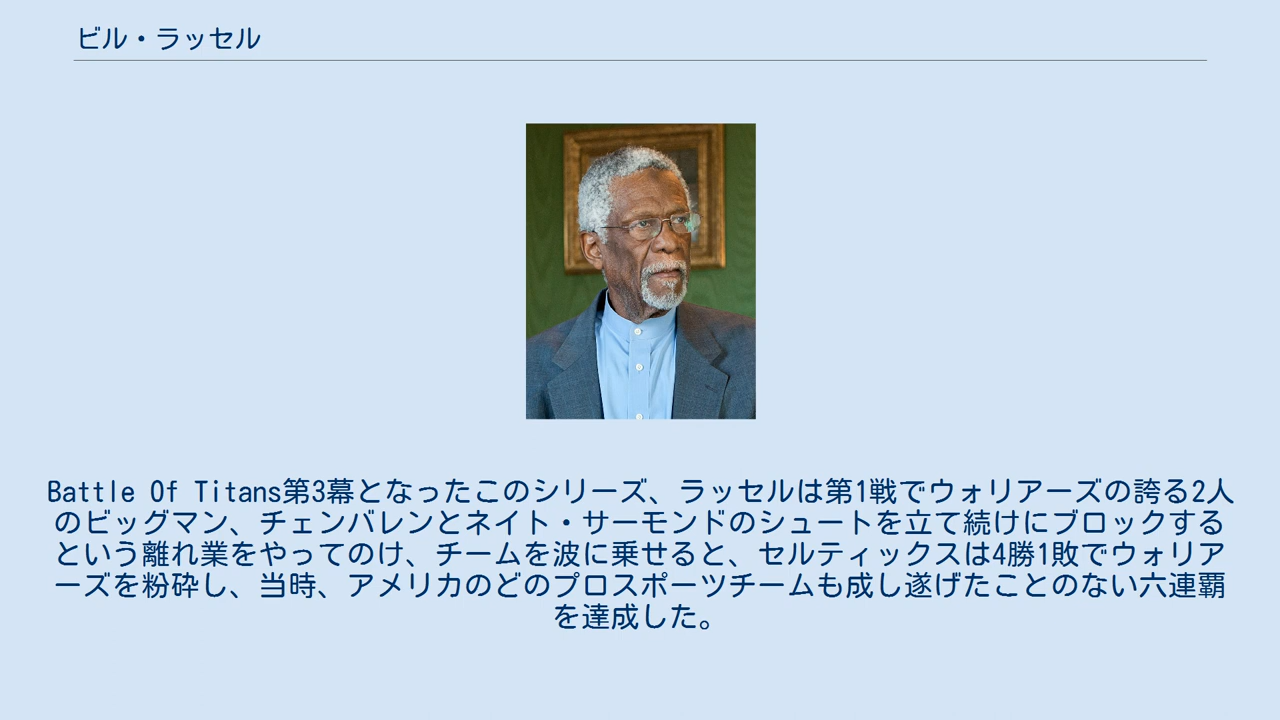 ビル・ラッセル
Battle Of Titans第3幕となったこのシリーズ、ラッセルは第1戦でウォリアーズの誇る2人
のビッグマン、チェンバレンとネイト・サーモンドのシュートを立て続けにブロックする
という離れ業をやってのけ、チームを波に乗せると、セルティックスは4勝1敗でウォリア
ーズを粉砕し、当時、アメリカのどのプロスポーツチームも成し遂げたことのない六連覇
を達成した。